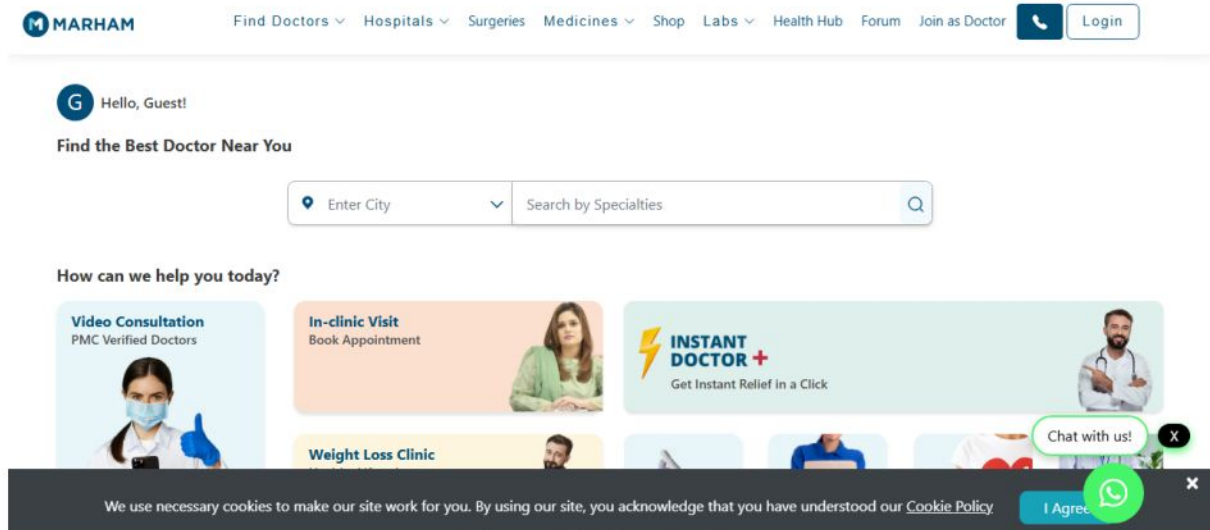 M MARHAM
Find Doctors Hospitals Surgeries Medicines Shop Labs Health Hub Forum Join as Doctor Login
G Hello, Guest!
Find the Best Doctor Near You
Enter City Search by Specialties
How can we help you today?
Video Consultation
PMC Verified Doctors
In-clinic Visit
Book Appointment
INSTANT
DOCTOR +
Get Instant Relief in a Click
Weight Loss Clinic
Chat with us! X
We use necessary cookies to make our site work for you. By using our site, you acknowledge that you have understood our Cookie Policy
I Agree